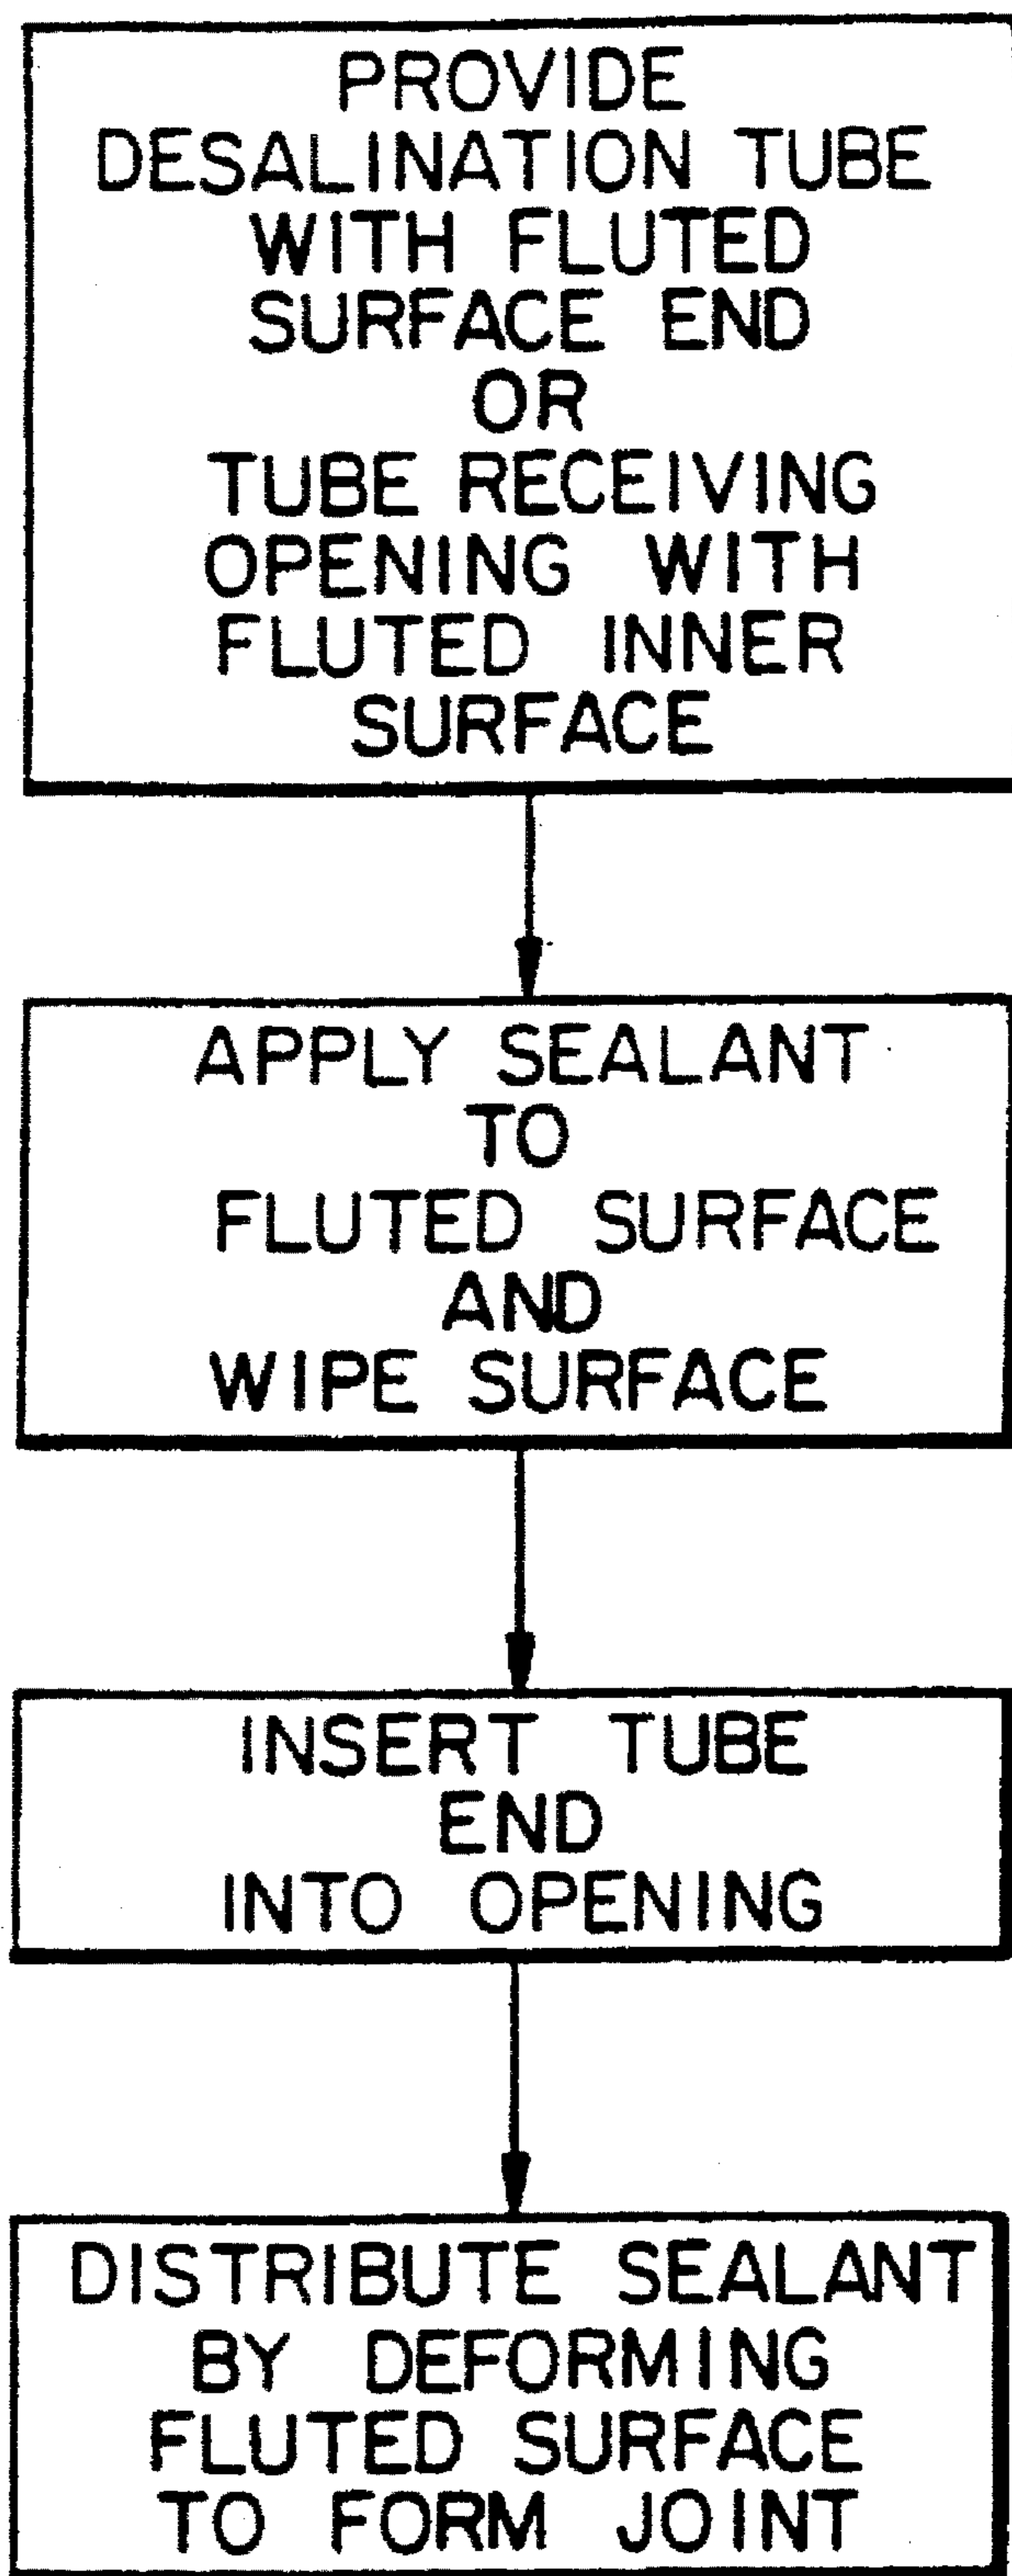 PROVIDE
DESALINATION TUBE
WITH FLUTED
SURFACE END
OR
TUBE RECEIVING
OPENING WITH
FLUTED INNER
SURFACE
APPLY SEALANT
TO
FLUTED SURFACE
AND
WIPE SURFACE
INSERT TUBE
END
INTO OPENING
DISTRIBUTE SEALANT
BY DEFORMING
FLUTED SURFACE
TO FORM JOINT